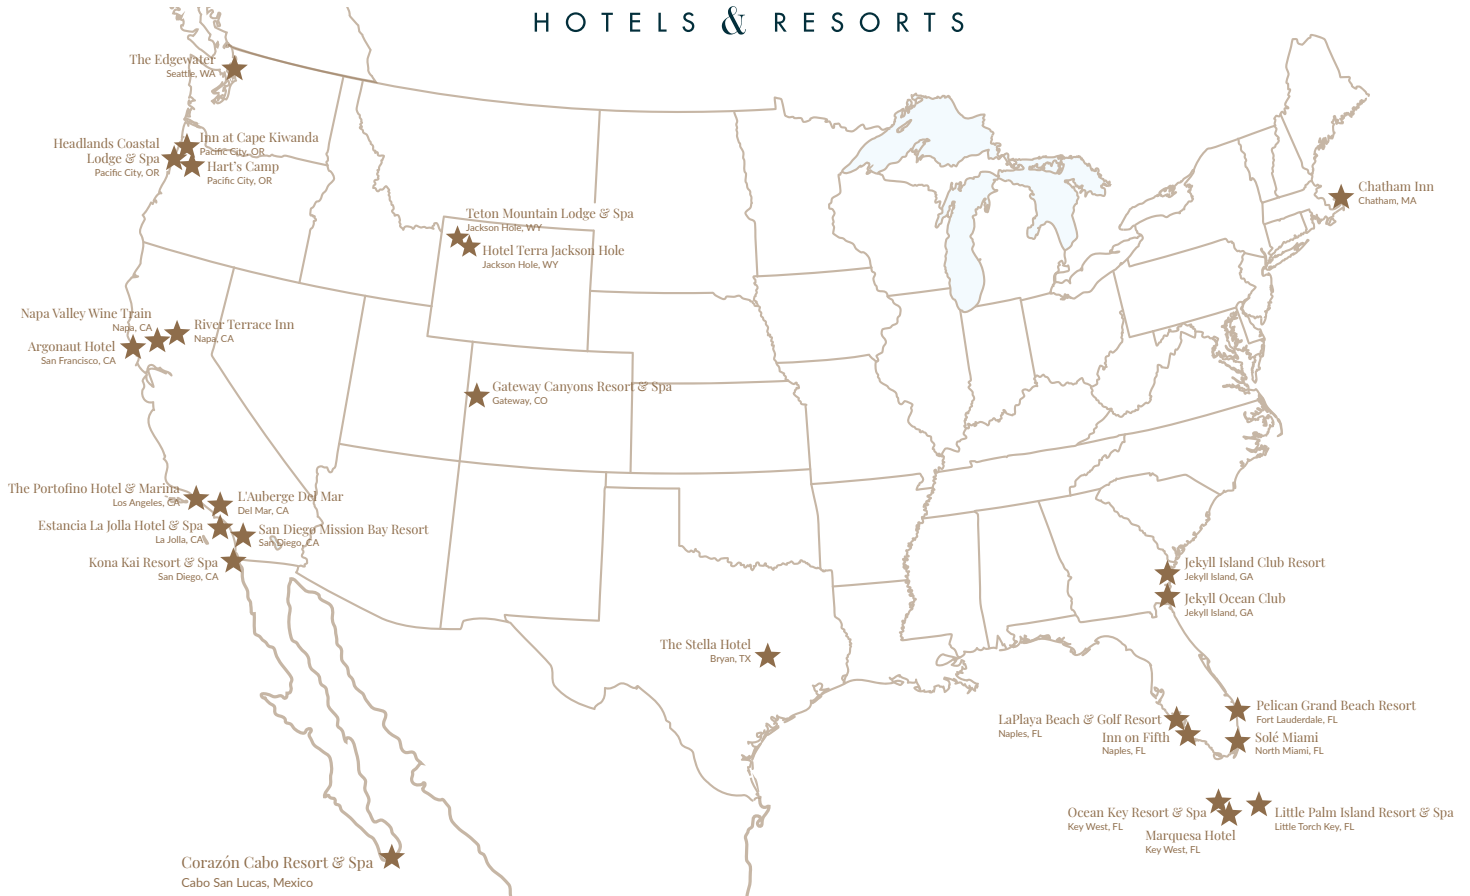 HOTELS & RESORTS
The Edgewater
Seattle, WA
Inn at Cape Kiwanda
Pacific City, OR
Headlands Coastal
Lodge & Spa
Pacific City, OR
Hart's Camp
Pacific City, OR
Chatham Inn
Chatham, MA
Teton Mountain Lodge & Spa
Jackson Hole, WY
Hotel Terra Jackson Hole
Jackson Hole, WY
Napa Valley Wine Train
Napa, CA
River Terrace Inn
Napa, CA
Argonaut Hotel
San Francisco, CA
Gateway Canyons Resort & Spa
Gateway, CO
The Portofino Hotel & Marina
Los Angeles, CA
L'Auberge Del Mar
Del Mar, CA
Estancia La Jolla Hotel & Spa
La Jolla, CA
San Diego Mission Bay Resort
San Diego, CA
Kona Kai Resort & Spa
San Diego, CA
Jekyll Island Club Resort
Jekyll Island, GA
Jekyll Ocean Club
Jekyll Island, GA
The Stella Hotel
Bryan, TX
Pelican Grand Beach Resort
Fort Lauderdale, FL
LaPlaya Beach & Golf Resort
Naples, FL
Inn on Fifth
Naples, FL
Solé Miami
North Miami, FL
Ocean Key Resort & Spa
Key West, FL
Little Palm Island Resort & Spa
Little Torch Key, FL
Marquesa Hotel
Key West, FL
Corazón Cabo Resort & Spa
Cabo San Lucas, Mexico